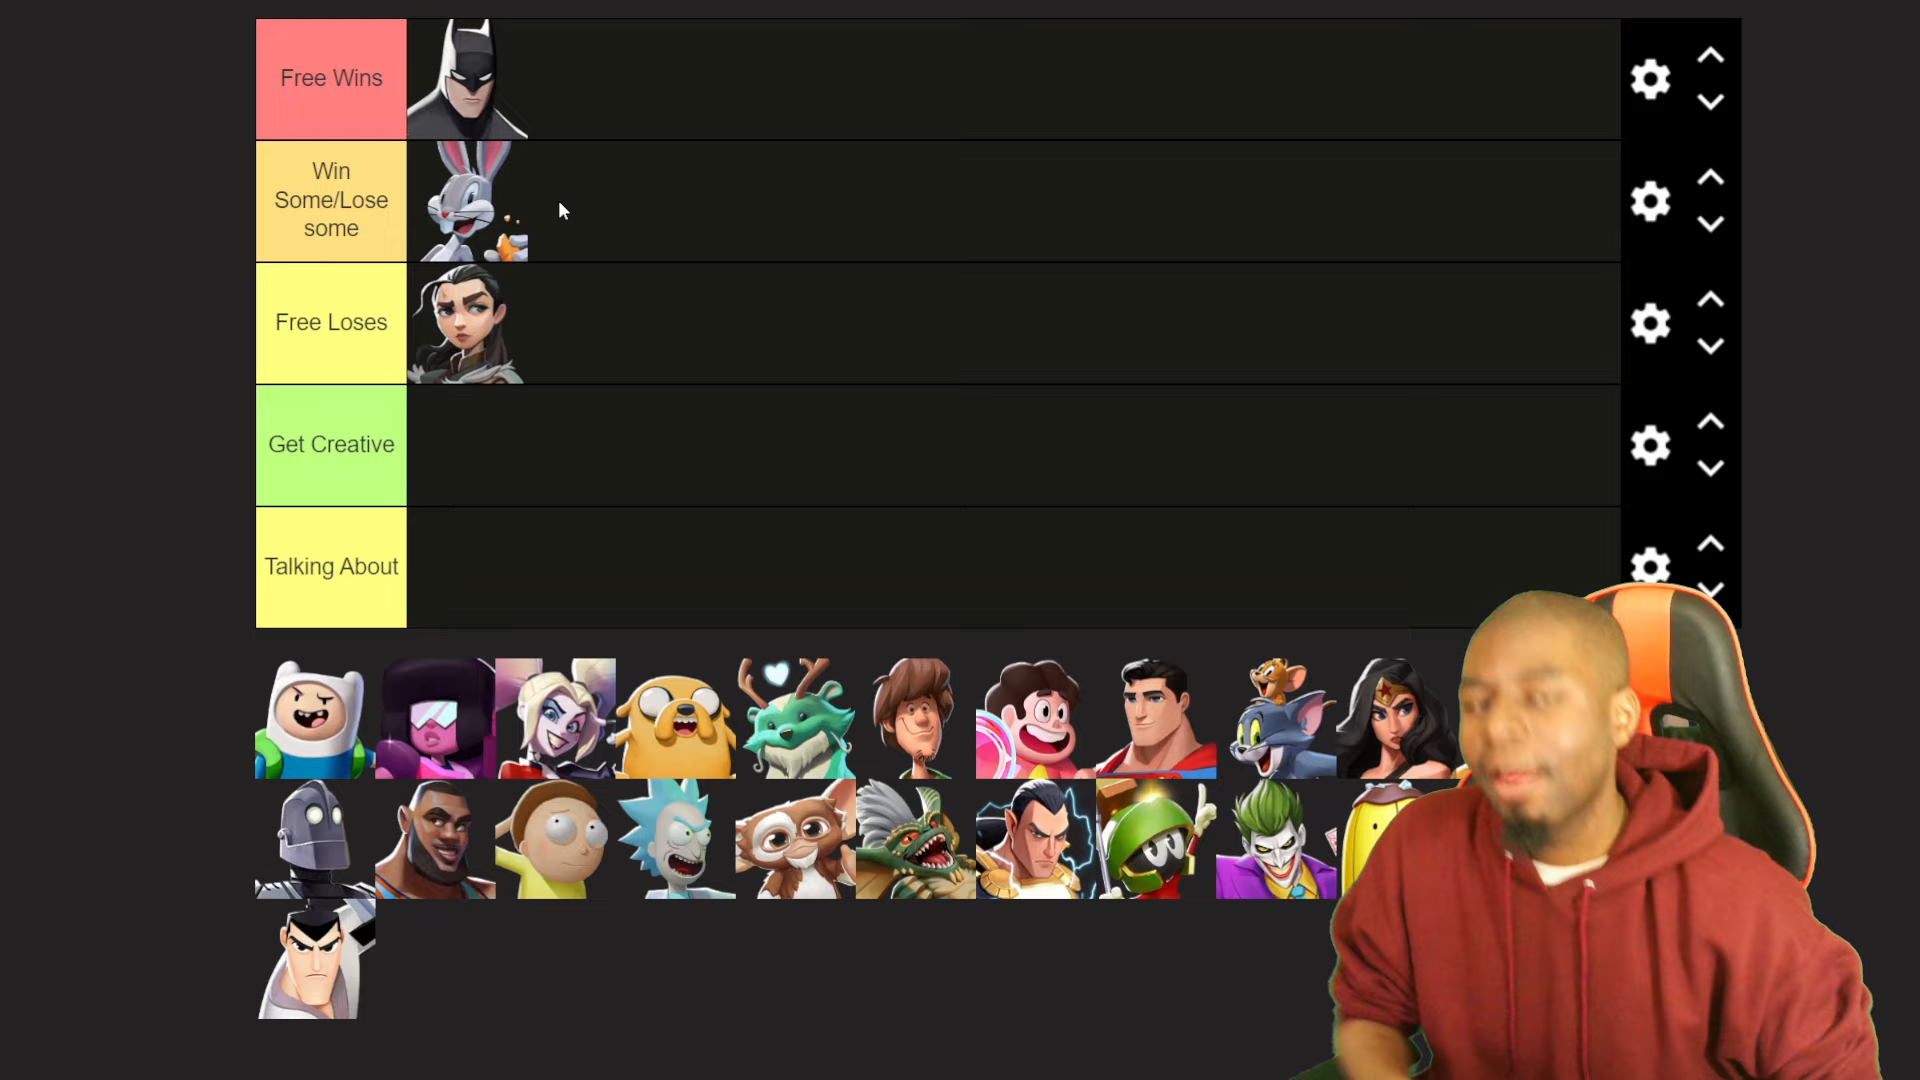 Free Wins
Win
Some/Lose
some
Free Loses
Get Creative
Talking About